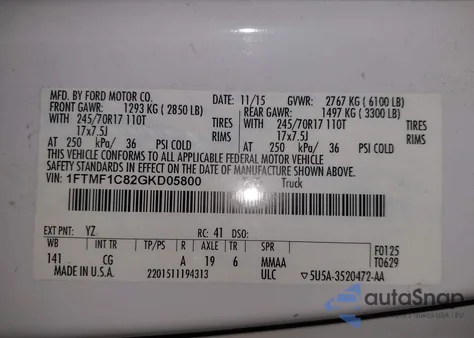 MFD. BY FORD MOTOR CO. DATE: 11/15 GVWR: 2767 KG (6100 LB)
FRONT GAWR: 1293 KG (2850 LB) REAR GAWR: 1497 KG (3300 LB)
WITH 245/70R17 110T TIRES WITH 245/70R17 110T TIRES
17x7.5J RIMS 17x7.5J RIMS
AT 250 kPa/ 36 PSI COLD AT 250 kPa/ 36 PSI COLD
THIS VEHICLE CONFORMS TO ALL APPLICABLE FEDERAL MOTOR VEHICLE
SAFETY STANDARDS IN EFFECT ON THE DATE OF MANUFACTURE SHOWN ABOVE.
VIN: 1FTMF1C82GKD05800 TYPE: Truck
EXT PNT: YZ RC: 41 DSO:
WB INT TR TP/PS R AXLE TR SPR F0125
141 CG A 19 6 MMAA T0629
MADE IN U.S.A. 2201511194313 ULC 5U5A-3520472-AA
autoSnap